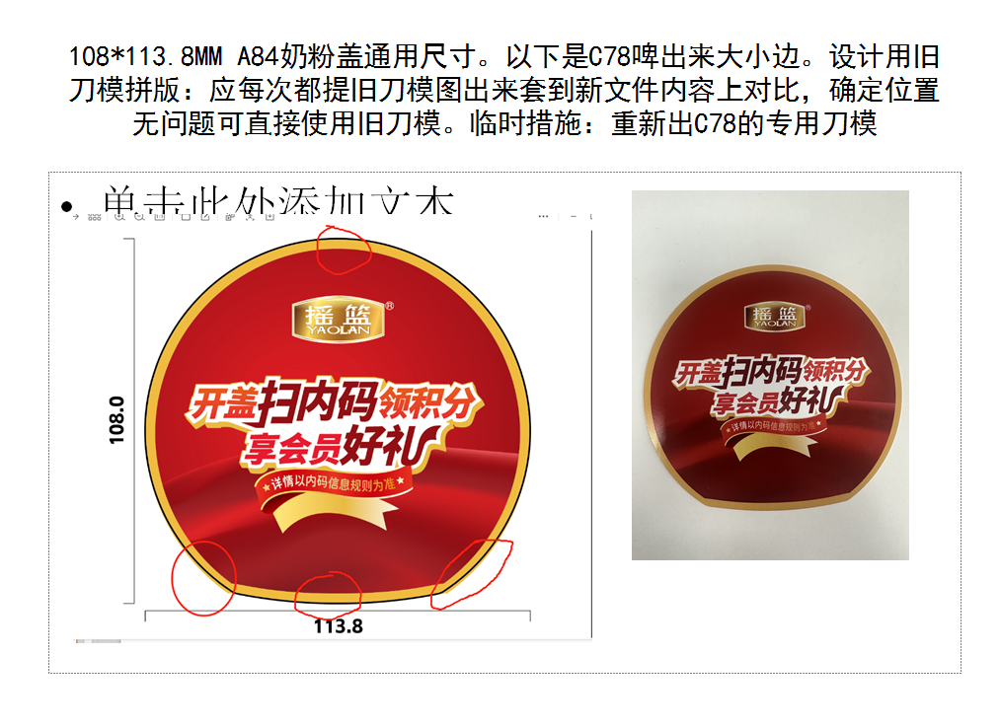 108*113.8MM A84奶粉盖通用尺寸。以下是C78啤出来大小边。设计用旧
刀模拼版：应每次都提旧刀模图出来套到新文件内容上对比，确定位置
无问题可直接使用旧刀模。临时措施：重新出C78的专用刀模
• 单击此处添加文本
摇篮®
YAOLAN
开盖扫内码领积分
享会员好礼
★详情以内码信息规则为准★
108.0
113.8
摇篮®
YAOLAN
开盖扫内码领积分
享会员好礼
★详情以内码信息规则为准★